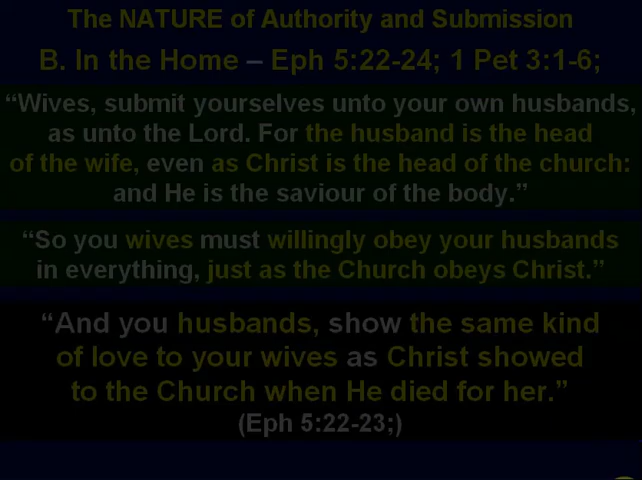 The NATURE of Authority and Submission
B. In the Home – Eph 5:22-24; 1 Pet 3:1-6;
“Wives, submit yourselves unto your own husbands,
as unto the Lord. For the husband is the head
of the wife, even as Christ is the head of the church:
and He is the saviour of the body.”
“So you wives must willingly obey your husbands
in everything, just as the Church obeys Christ.”
“And you husbands, show the same kind
of love to your wives as Christ showed
to the Church when He died for her.”
(Eph 5:22-23;)